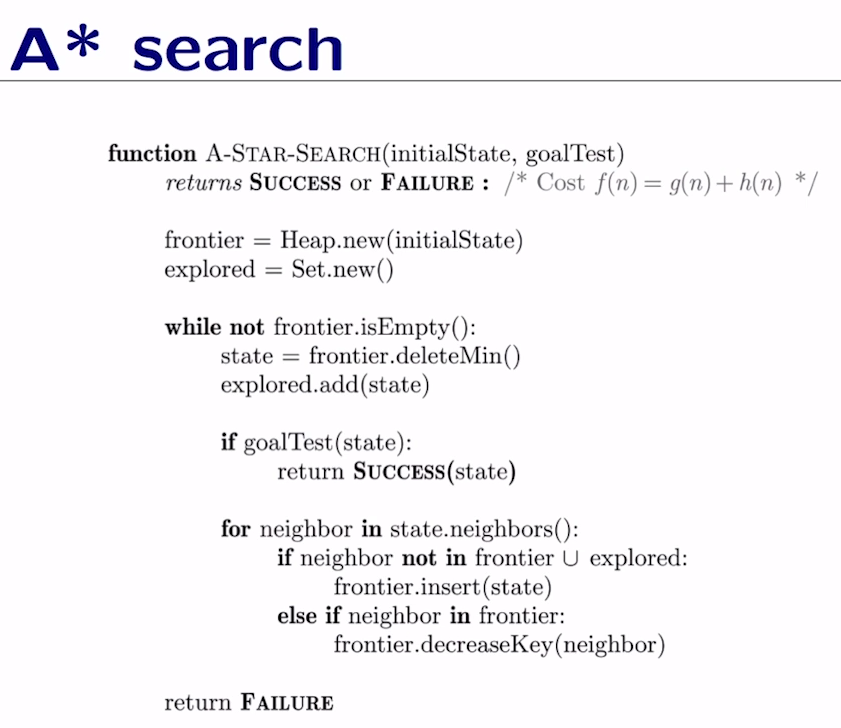 A* search
function A-STAR-SEARCH(initialState, goalTest)
returns SUCCESS or FAILURE : /* Cost f(n) = g(n) + h(n) */
frontier = Heap.new(initialState)
explored = Set.new()
while not frontier.isEmpty():
state = frontier.deleteMin()
explored.add(state)
if goalTest(state):
return SUCCESS(state)
for neighbor in state.neighbors():
if neighbor not in frontier ∪ explored:
frontier.insert(state)
else if neighbor in frontier:
frontier.decreaseKey(neighbor)
return FAILURE